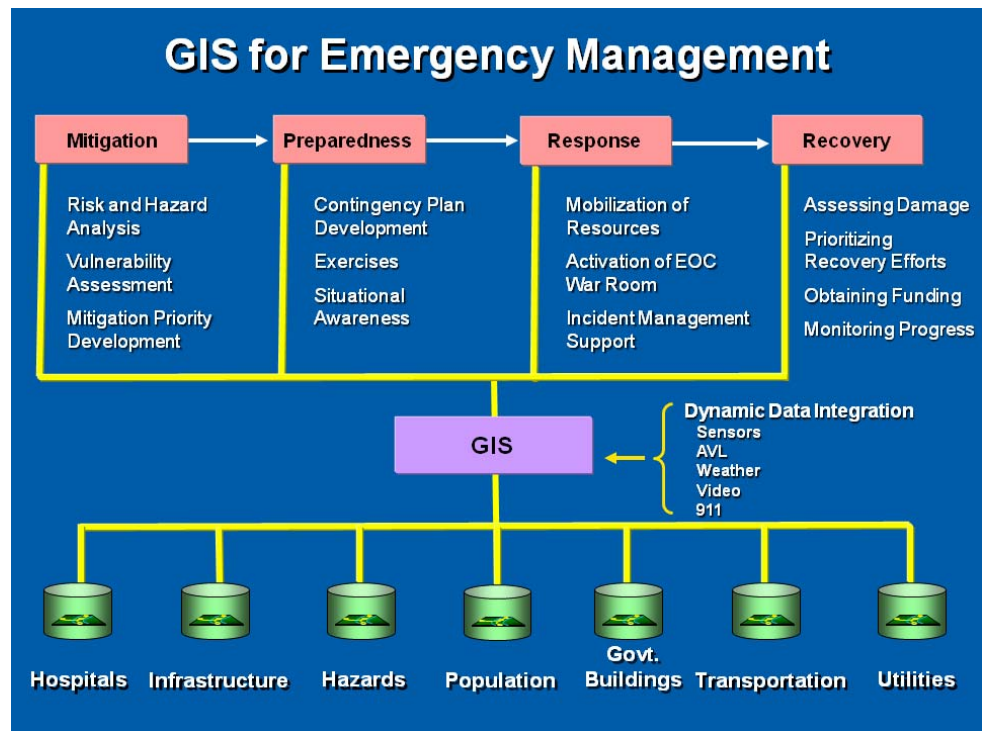 GIS for Emergency Management
Mitigation
Preparedness
Response
Recovery
Risk and Hazard
Analysis
Vulnerability
Assessment
Mitigation Priority
Development
Contingency Plan
Development
Exercises
Situational
Awareness
Mobilization of
Resources
Activation of EOC
War Room
Incident Management
Support
Assessing Damage
Prioritizing
Recovery Efforts
Obtaining Funding
Monitoring Progress
GIS
Dynamic Data Integration
Sensors
AVL
Weather
Video
911
Hospitals
Infrastructure
Hazards
Population
Govt.
Buildings
Transportation
Utilities